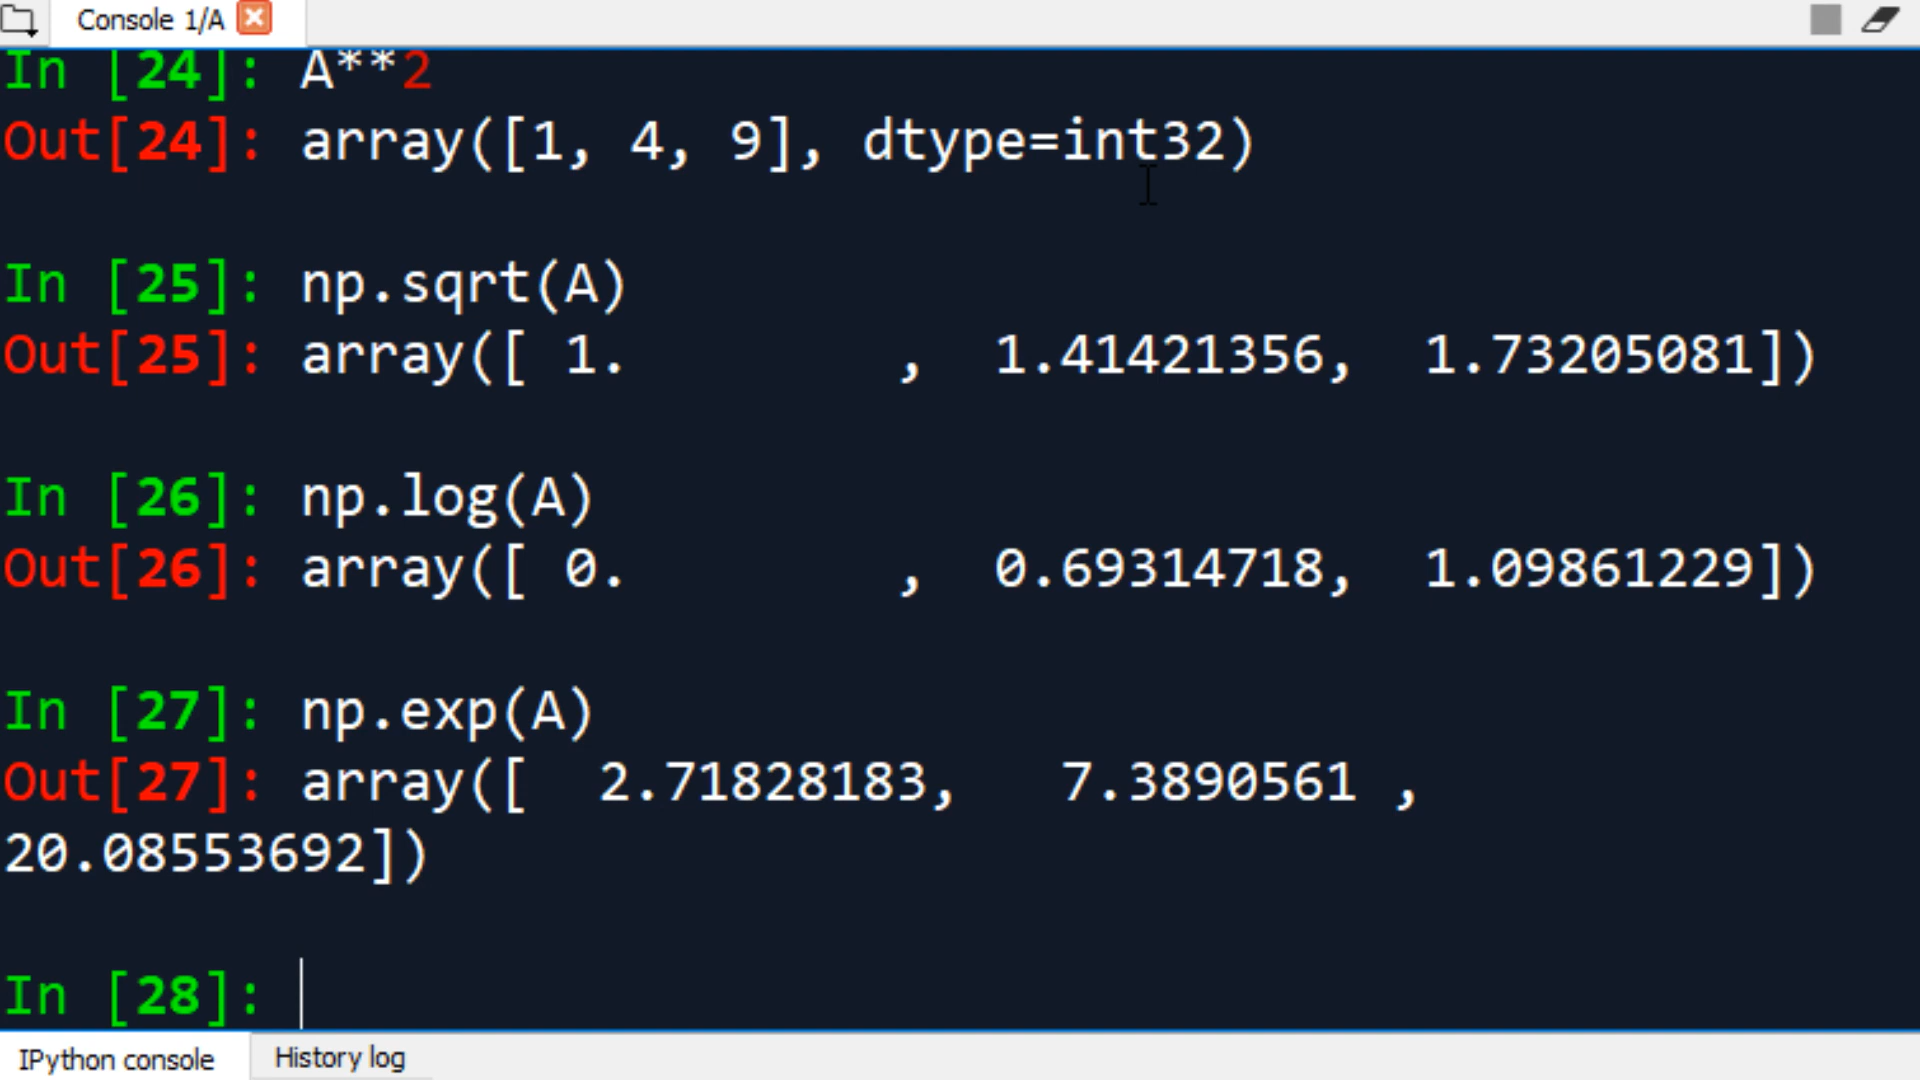 Console 1/A
In [24]: A**2
Out[24]: array([1, 4, 9], dtype=int32)
In [25]: np.sqrt(A)
Out[25]: array([ 1.        ,  1.41421356,  1.73205081])
In [26]: np.log(A)
Out[26]: array([ 0.        ,  0.69314718,  1.09861229])
In [27]: np.exp(A)
Out[27]: array([  2.71828183,   7.3890561 ,
20.08553692])
In [28]:
IPython console
History log